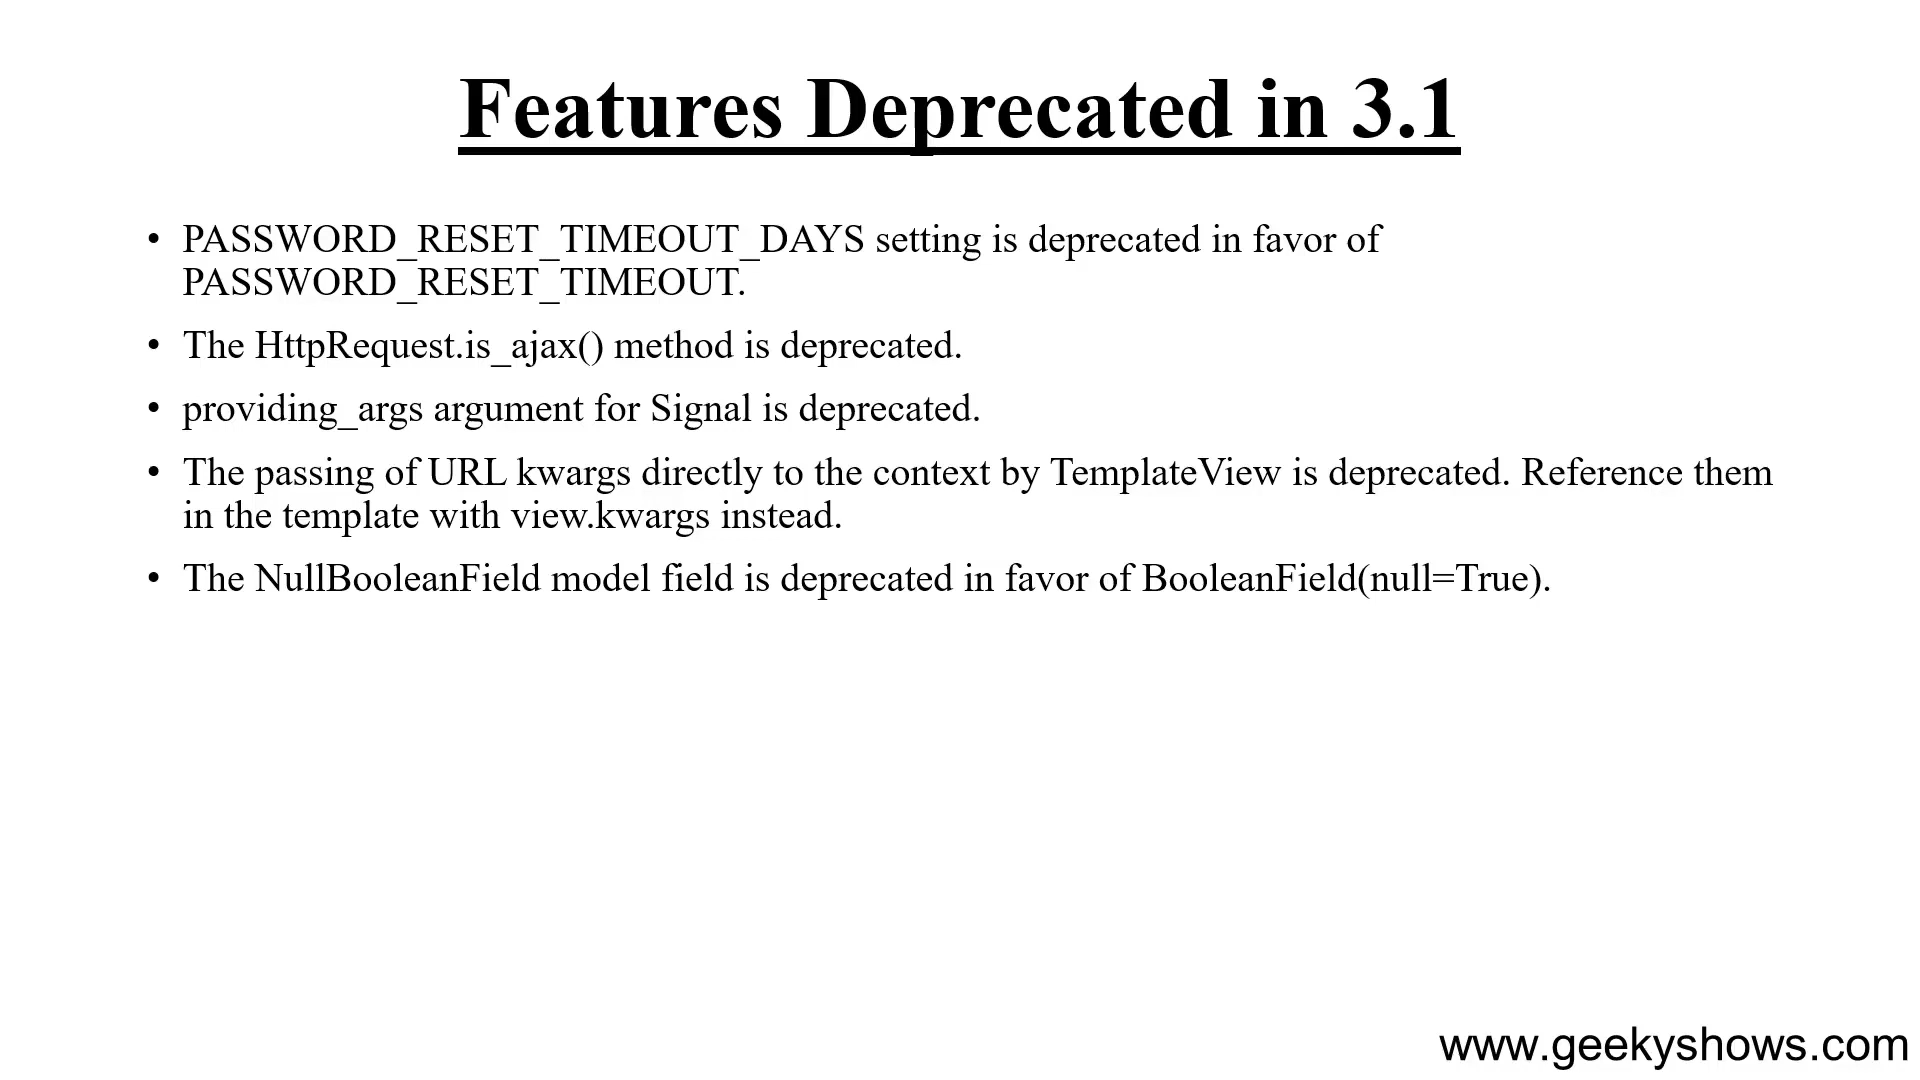 Features Deprecated in 3.1
• PASSWORD_RESET_TIMEOUT_DAYS setting is deprecated in favor of
PASSWORD_RESET_TIMEOUT.
• The HttpRequest.is_ajax() method is deprecated.
• providing_args argument for Signal is deprecated.
• The passing of URL kwargs directly to the context by TemplateView is deprecated. Reference them
in the template with view.kwargs instead.
• The NullBooleanField model field is deprecated in favor of BooleanField(null=True).
www.geekyshows.com